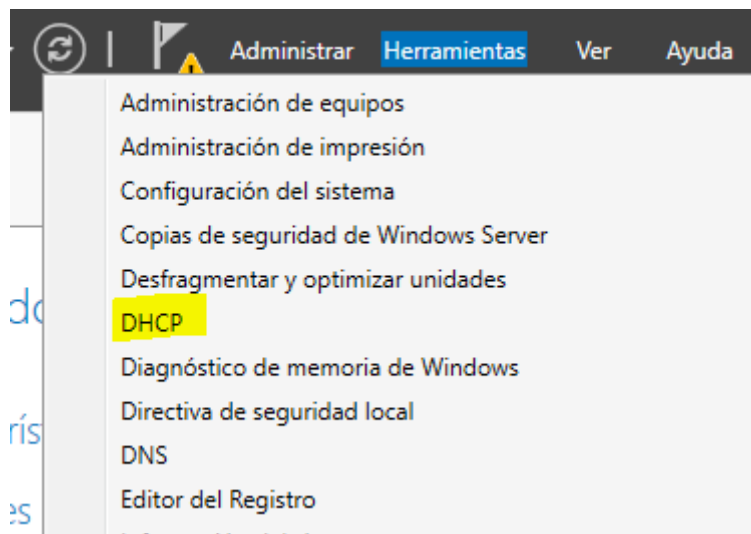 Administrar Herramientas Ver Ayuda
Administración de equipos
Administración de impresión
Configuración del sistema
Copias de seguridad de Windows Server
Desfragmentar y optimizar unidades
DHCP
Diagnóstico de memoria de Windows
Directiva de seguridad local
DNS
Editor del Registro